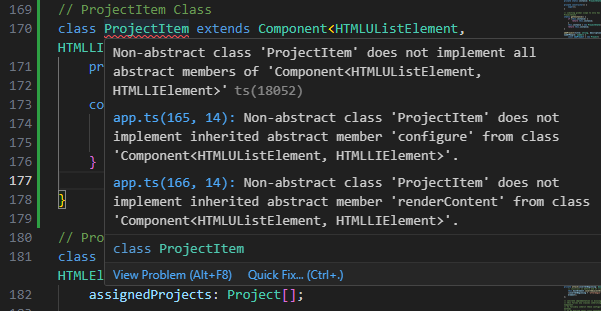 169 // ProjectItem Class
170 class ProjectItem extends Component<HTMLUListElement,
HTMLLI
171 pr
172
173 co
174
175
176 }
177
178 }
179
180 // Pro
181 class
HTMLEl
182 assignedProjects: Project[];
Non-abstract class 'ProjectItem' does not implement all
abstract members of 'Component<HTMLUListElement,
HTMLLIElement>' ts(18052)
app.ts(165, 14): Non-abstract class 'ProjectItem' does not
implement inherited abstract member 'configure' from class
'Component<HTMLUListElement, HTMLLIElement>'.
app.ts(166, 14): Non-abstract class 'ProjectItem' does not
implement inherited abstract member 'renderContent' from class
'Component<HTMLUListElement, HTMLLIElement>'.
class ProjectItem
View Problem (Alt+F8) Quick Fix... (Ctrl+.)